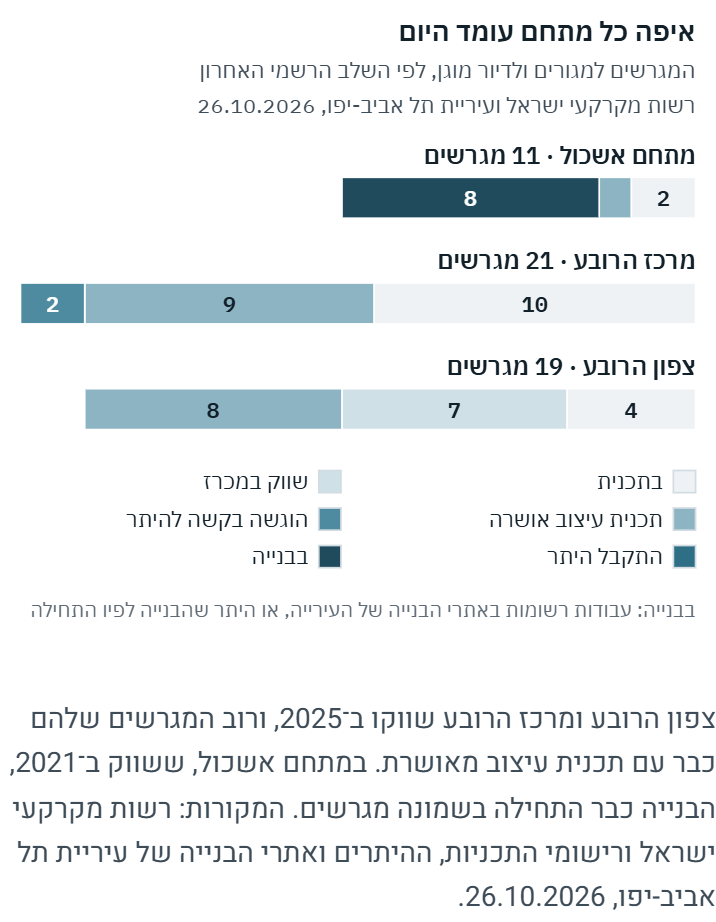 איפה כל מתחם עומד היום
המגרשים למגורים ולדיור מוגן, לפי השלב הרשמי האחרון
רשות מקרקעי ישראל ועיריית תל אביב-יפו, 26.10.2026
מתחם אשכול · 11 מגרשים
2
8
מרכז הרובע · 21 מגרשים
10
9
2
צפון הרובע · 19 מגרשים
4
7
8
בתכנית
שווק במכרז
תכנית עיצוב אושרה
הוגשה בקשה להיתר
התקבל היתר
בבנייה
בבנייה: עבודות רשומות באתרי הבנייה של העירייה, או היתר שהבנייה לפיו התחילה
צפון הרובע ומרכז הרובע שווקו ב־2025, ורוב המגרשים שלהם
כבר עם תכנית עיצוב מאושרת. במתחם אשכול, ששווק ב־2021,
הבנייה כבר התחילה בשמונה מגרשים. המקורות: רשות מקרקעי
ישראל ורישומי התכניות, ההיתרים ואתרי הבנייה של עיריית תל
אביב-יפו, 26.10.2026.